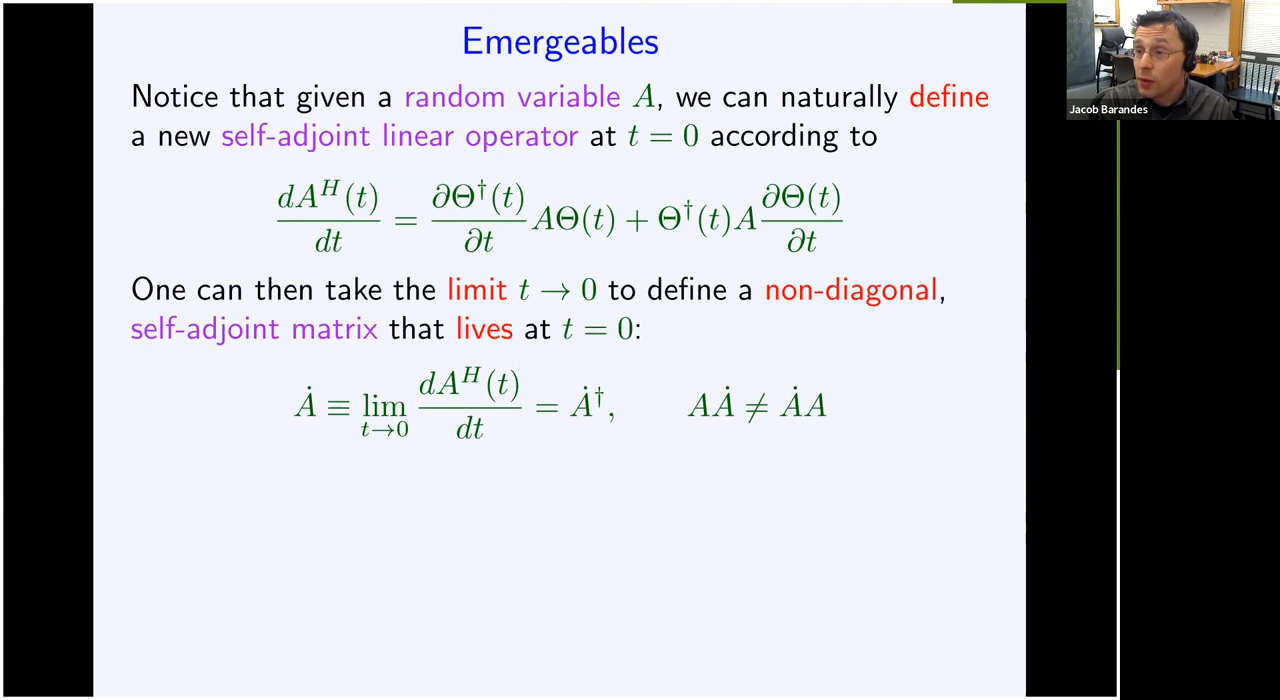 Emergeables
Notice that given a random variable A, we can naturally define
a new self-adjoint linear operator at t = 0 according to
dA^H(t)/dt = ∂Θ†(t)/∂t AΘ(t) + Θ†(t)A ∂Θ(t)/∂t
One can then take the limit t → 0 to define a non-diagonal,
self-adjoint matrix that lives at t = 0:
Ȧ ≡ lim t→0 dA^H(t)/dt = Ȧ†, AȦ ≠ ȦA
Jacob Barandes